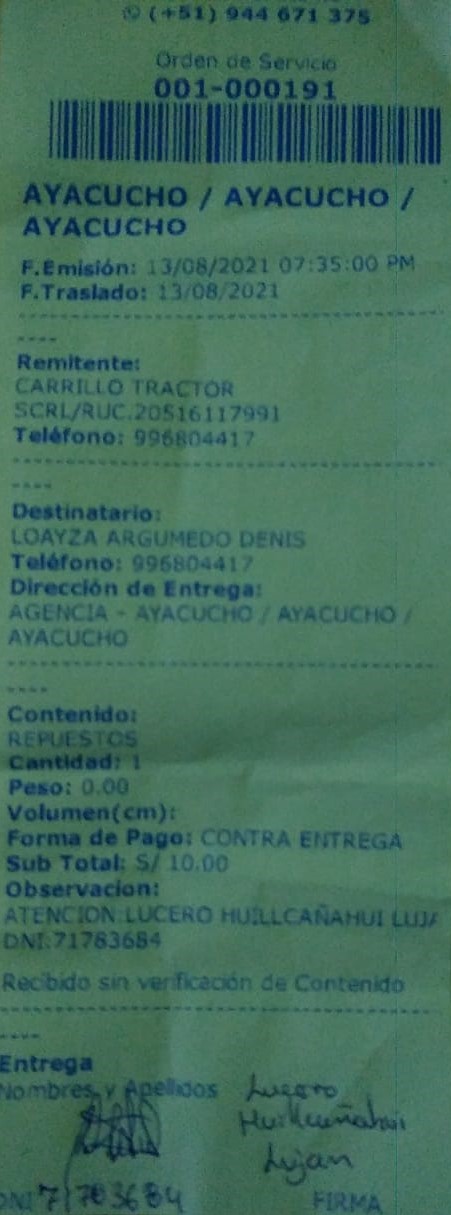 ✆ (+51) 944 671 375
Orden de Servicio
001-000191
AYACUCHO / AYACUCHO /
AYACUCHO
F.Emisión: 13/08/2021 07:35:00 PM
F.Traslado: 13/08/2021
----
Remitente:
CARRILLO TRACTOR
SCRL/RUC.20516117991
Teléfono: 996804417
----
Destinatario:
LOAYZA ARGUMEDO DENIS
Teléfono: 996804417
Dirección de Entrega:
AGENCIA - AYACUCHO / AYACUCHO /
AYACUCHO
----
Contenido:
REPUESTOS
Cantidad: 1
Peso: 0.00
Volumen(cm):
Forma de Pago: CONTRA ENTREGA
Sub Total: S/ 10.00
Observacion:
ATENCION:LUCERO HUILLCAÑAHUI LUJA
DNI:71783684
Recibido sin verificación de Contenido
----
Entrega
Nombres y Apellidos Lucero
Huillcañahui
Lujan
DNI 71783684 FIRMA